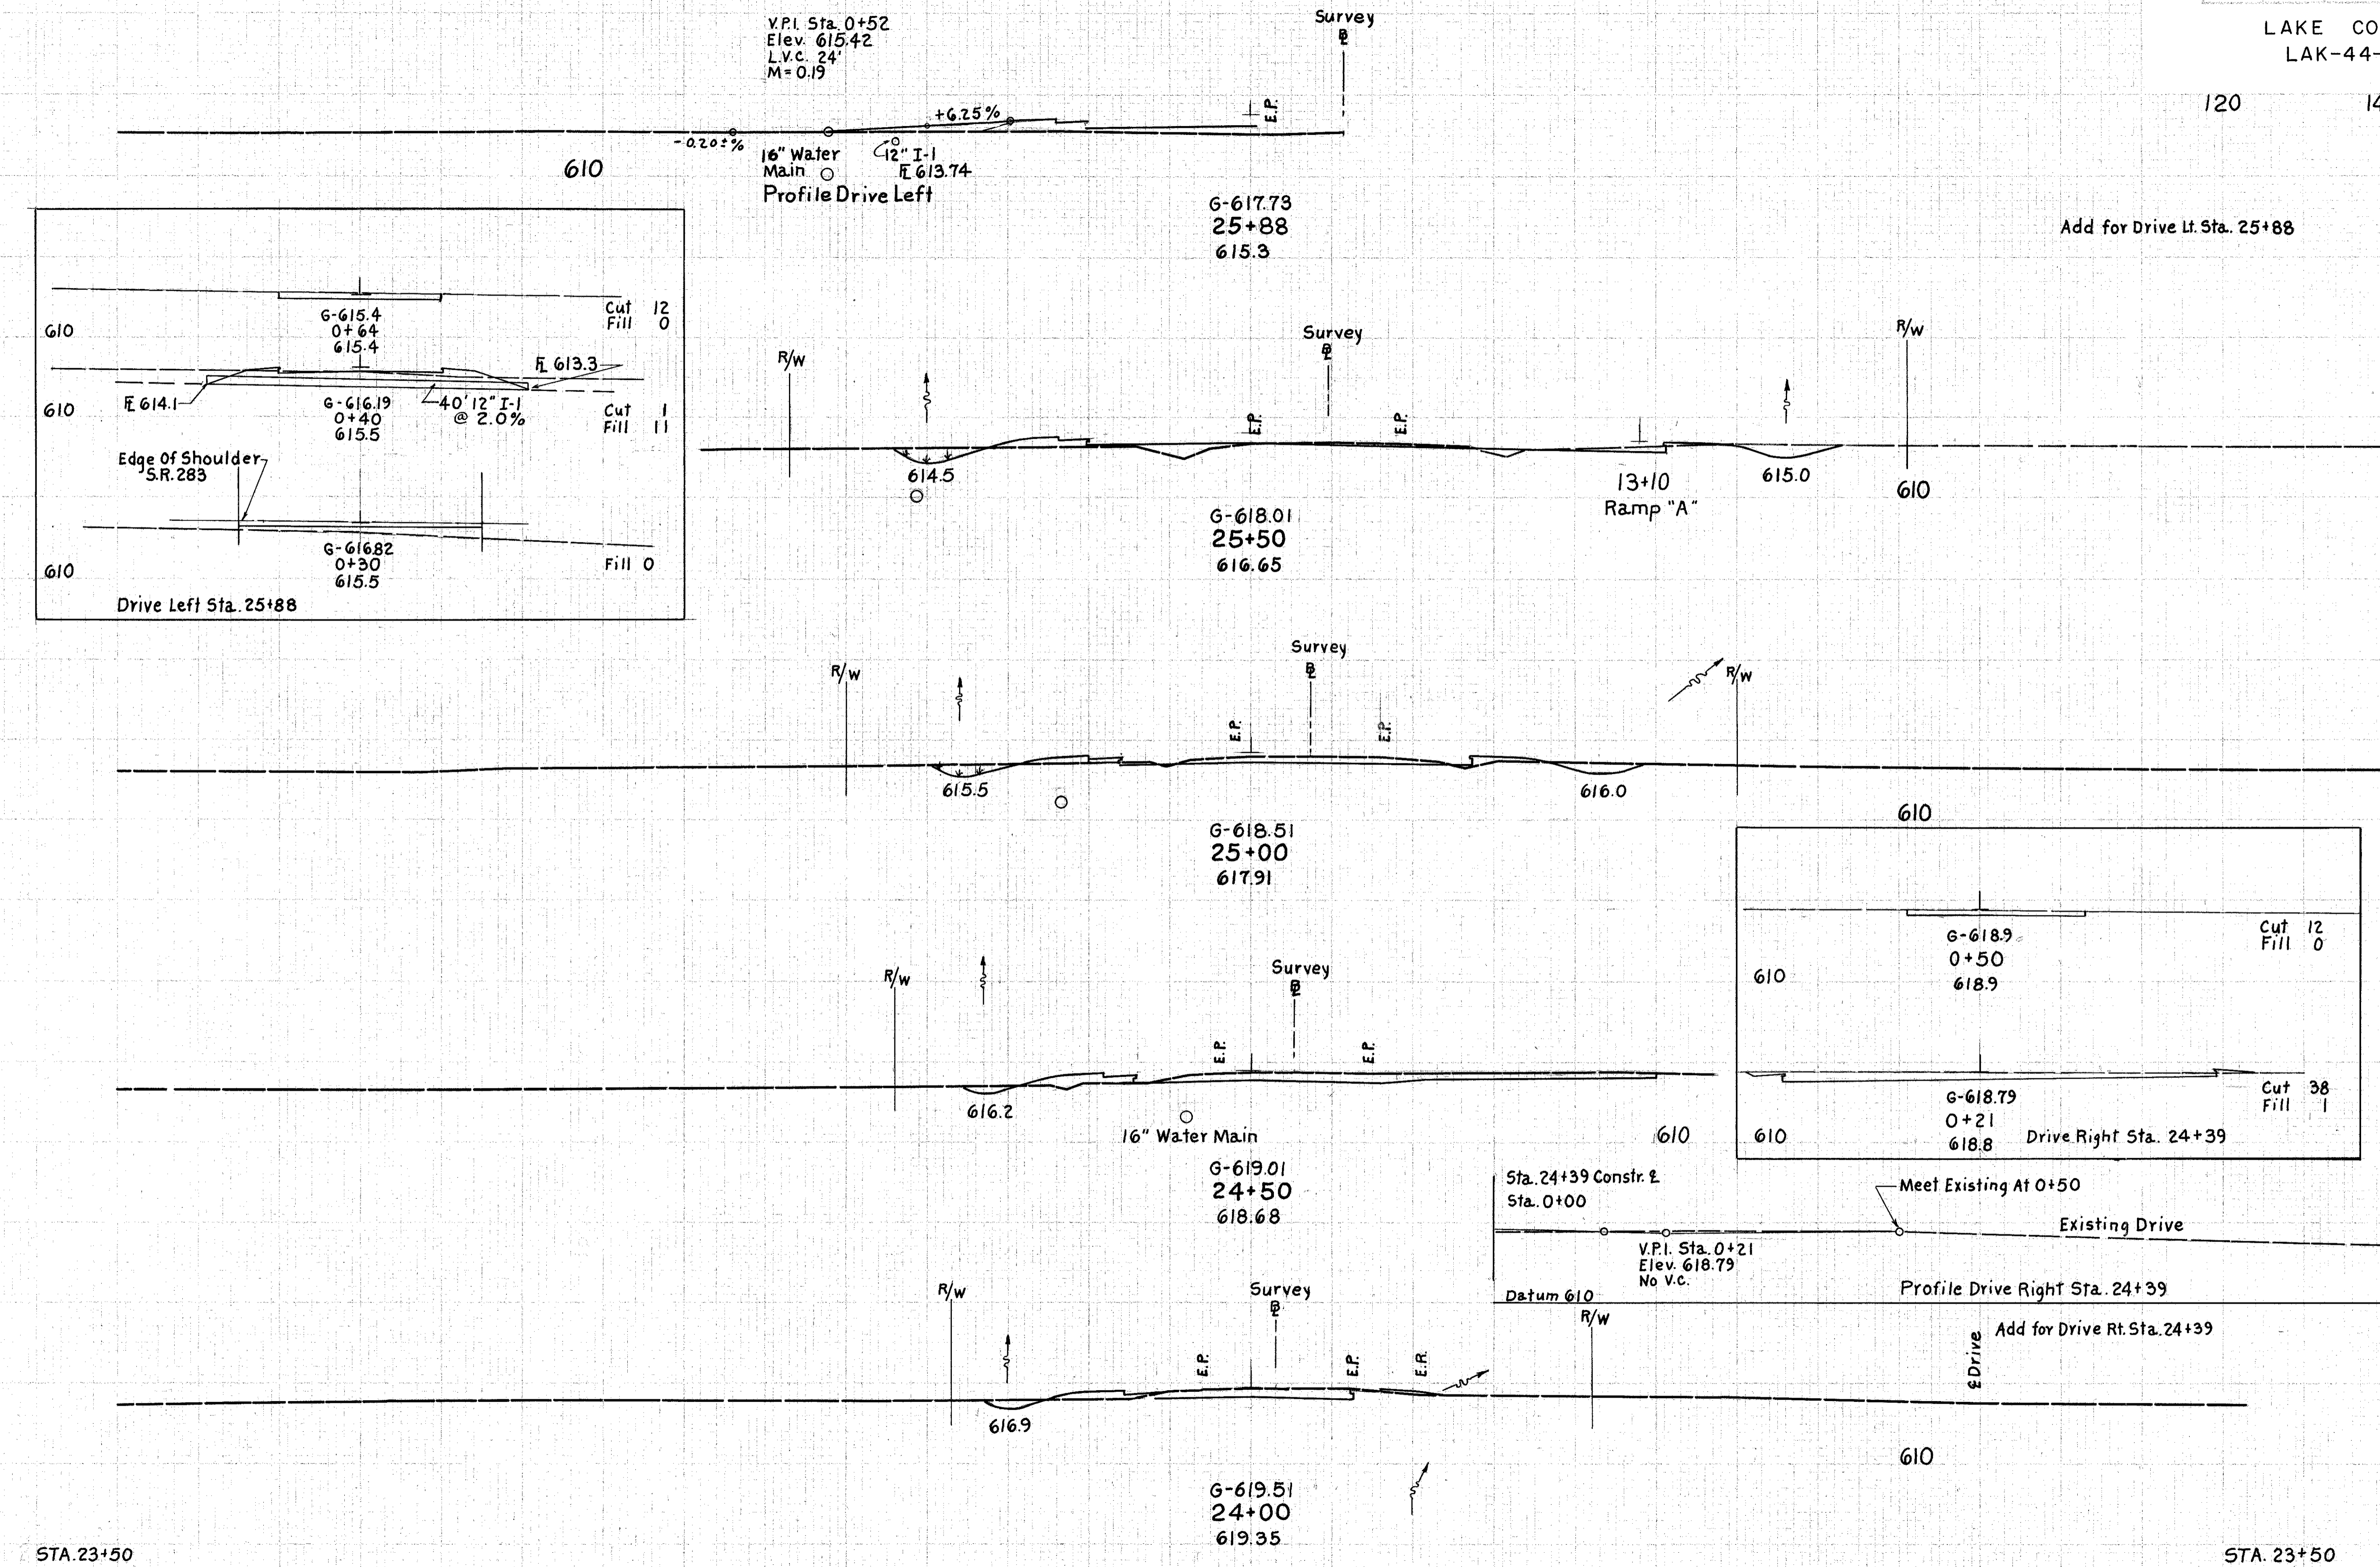 LAKE CO
LAK-44-
120
14
V.P.I. Sta. 0+52
Elev. 615.42
L.V.C. 24'
M=0.19
Survey
℄
E.P.
+6.25%
-0.20±%
610
16" Water
Main
12" I-1
F̵L 613.74
Profile Drive Left
G-617.73
25+88
615.3
Add for Drive Lt. Sta. 25+88
G-615.4
0+64
615.4
Cut 12
Fill 0
610
FL 613.3
FL 614.1
G-616.19
0+40
615.5
40' 12" I-1
@ 2.0%
Cut 1
Fill 11
610
Edge Of Shoulder
S.R. 283
G-616.82
0+30
615.5
Fill 0
610
Drive Left Sta. 25+88
R/W
Survey
E.P.
E.P.
R/W
614.5
13+10
Ramp "A"
615.0
610
G-618.01
25+50
616.65
R/W
Survey
E.P.
E.P.
R/W
615.5
616.0
610
G-618.51
25+00
617.91
G-618.9
0+50
618.9
Cut 12
Fill 0
610
G-618.79
0+21
618.8
Cut 38
Fill 1
610
Drive Right Sta. 24+39
R/W
Survey
E.P.
E.P.
616.2
16" Water Main
610
G-619.01
24+50
618.68
Sta. 24+39 Constr. ℄
Sta. 0+00
Meet Existing At 0+50
Existing Drive
V.P.I. Sta. 0+21
Elev. 618.79
No V.C.
Datum 610
Profile Drive Right Sta. 24+39
Add for Drive Rt. Sta. 24+39
R/W
Survey
E.P.
E.P.
E.R.
R/W
℄ Drive
616.9
610
G-619.51
24+00
619.35
STA. 23+50
STA. 23+50